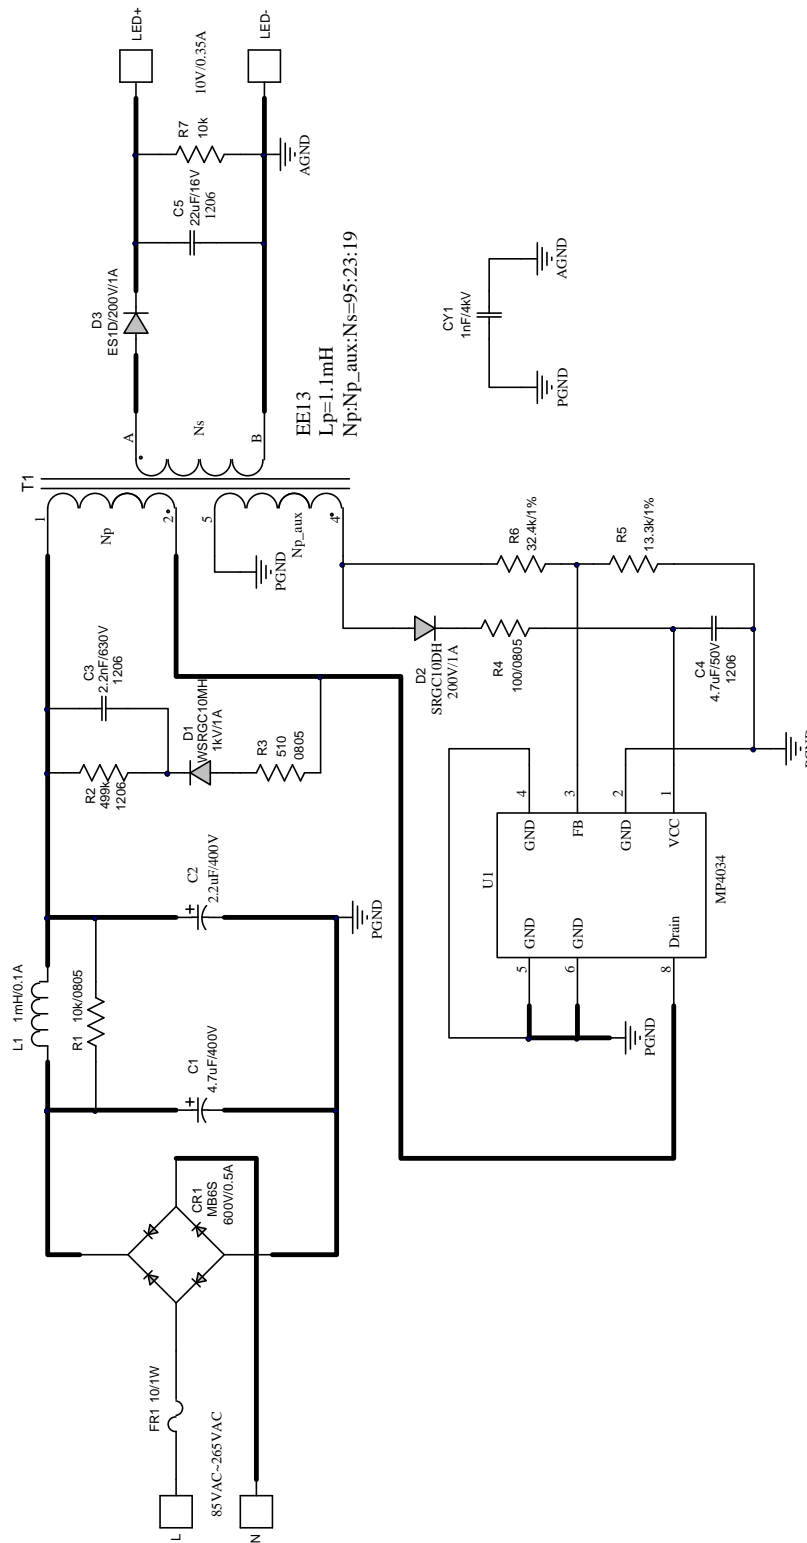 L
N
85VAC~265VAC
FR1 10/1W
CR1
MB6S
600V/0.5A
L1 1mH/0.1A
R1 10k/0805
C1
4.7uF/400V
C2
2.2uF/400V
PGND
R2
499k
1206
C3
2.2nF/630V
1206
D1
WSRGC10MH
1kV/1A
R3
510
0805
T1
1
Np
2
5
Np_aux
4
PGND
A
Ns
B
EE13
Lp=1.1mH
Np:Np_aux:Ns=95:23:19
D3
ES1D/200V/1A
C5
22uF/16V
1206
R7
10k
AGND
LED+
10V/0.35A
LED-
CY1
1nF/4kV
PGND
AGND
D2
SRGC10DH
200V/1A
R4
100/0805
R6
32.4k/1%
R5
13.3k/1%
C4
4.7uF/50V
1206
PGND
U1
GND
GND
Drain
GND
FB
GND
VCC
5
6
8
4
3
2
1
MP4034
PGND